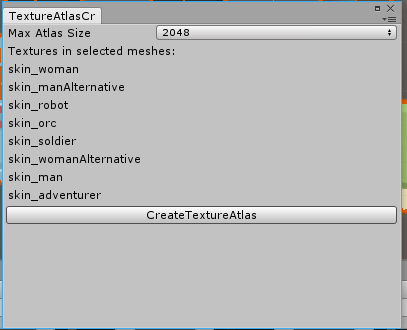 TextureAtlasCr
Max Atlas Size 2048
Textures in selected meshes:
skin_woman
skin_manAlternative
skin_robot
skin_orc
skin_soldier
skin_womanAlternative
skin_man
skin_adventurer
CreateTextureAtlas